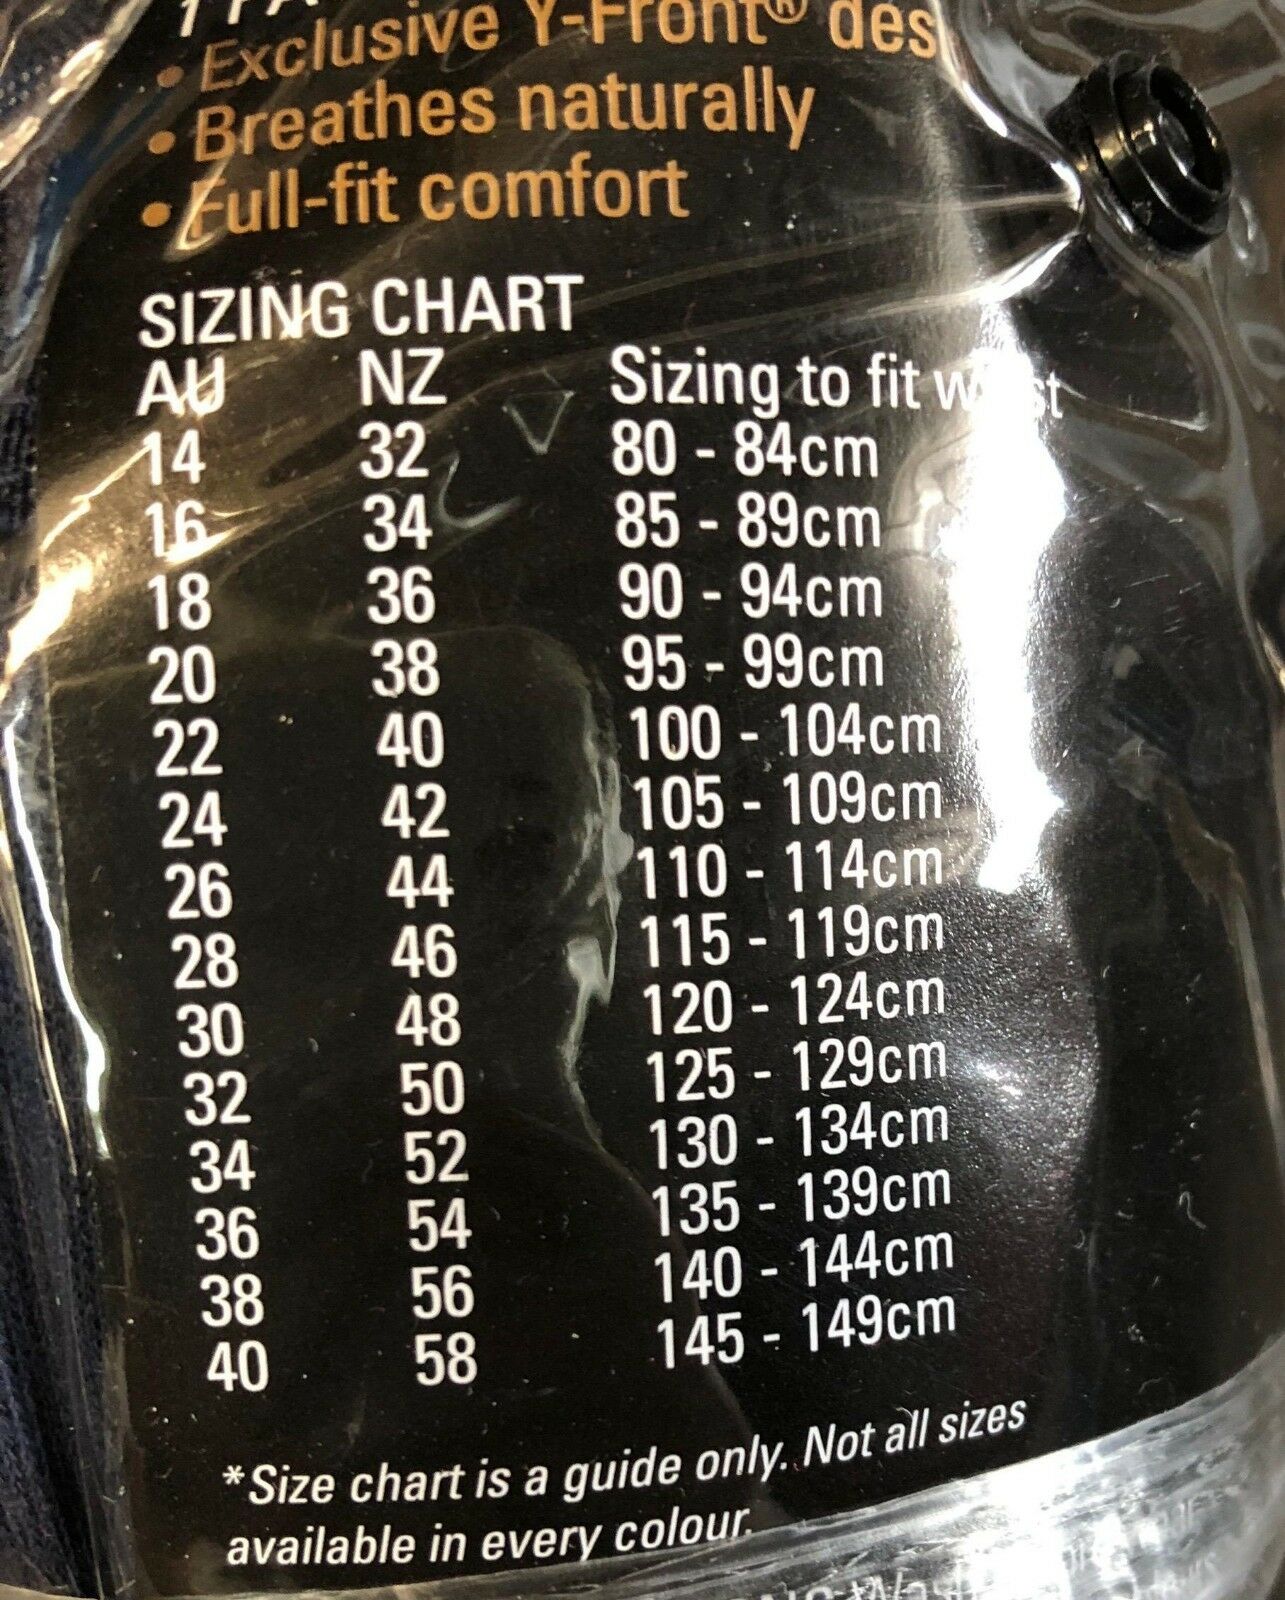 • Exclusive Y-Front® des
• Breathes naturally
• Full-fit comfort
SIZING CHART
AU NZ Sizing to fit waist
14 32 80 - 84cm
16 34 85 - 89cm
18 36 90 - 94cm
20 38 95 - 99cm
22 40 100 - 104cm
24 42 105 - 109cm
26 44 110 - 114cm
28 46 115 - 119cm
30 48 120 - 124cm
32 50 125 - 129cm
34 52 130 - 134cm
36 54 135 - 139cm
38 56 140 - 144cm
40 58 145 - 149cm
*Size chart is a guide only. Not all sizes
available in every colour.